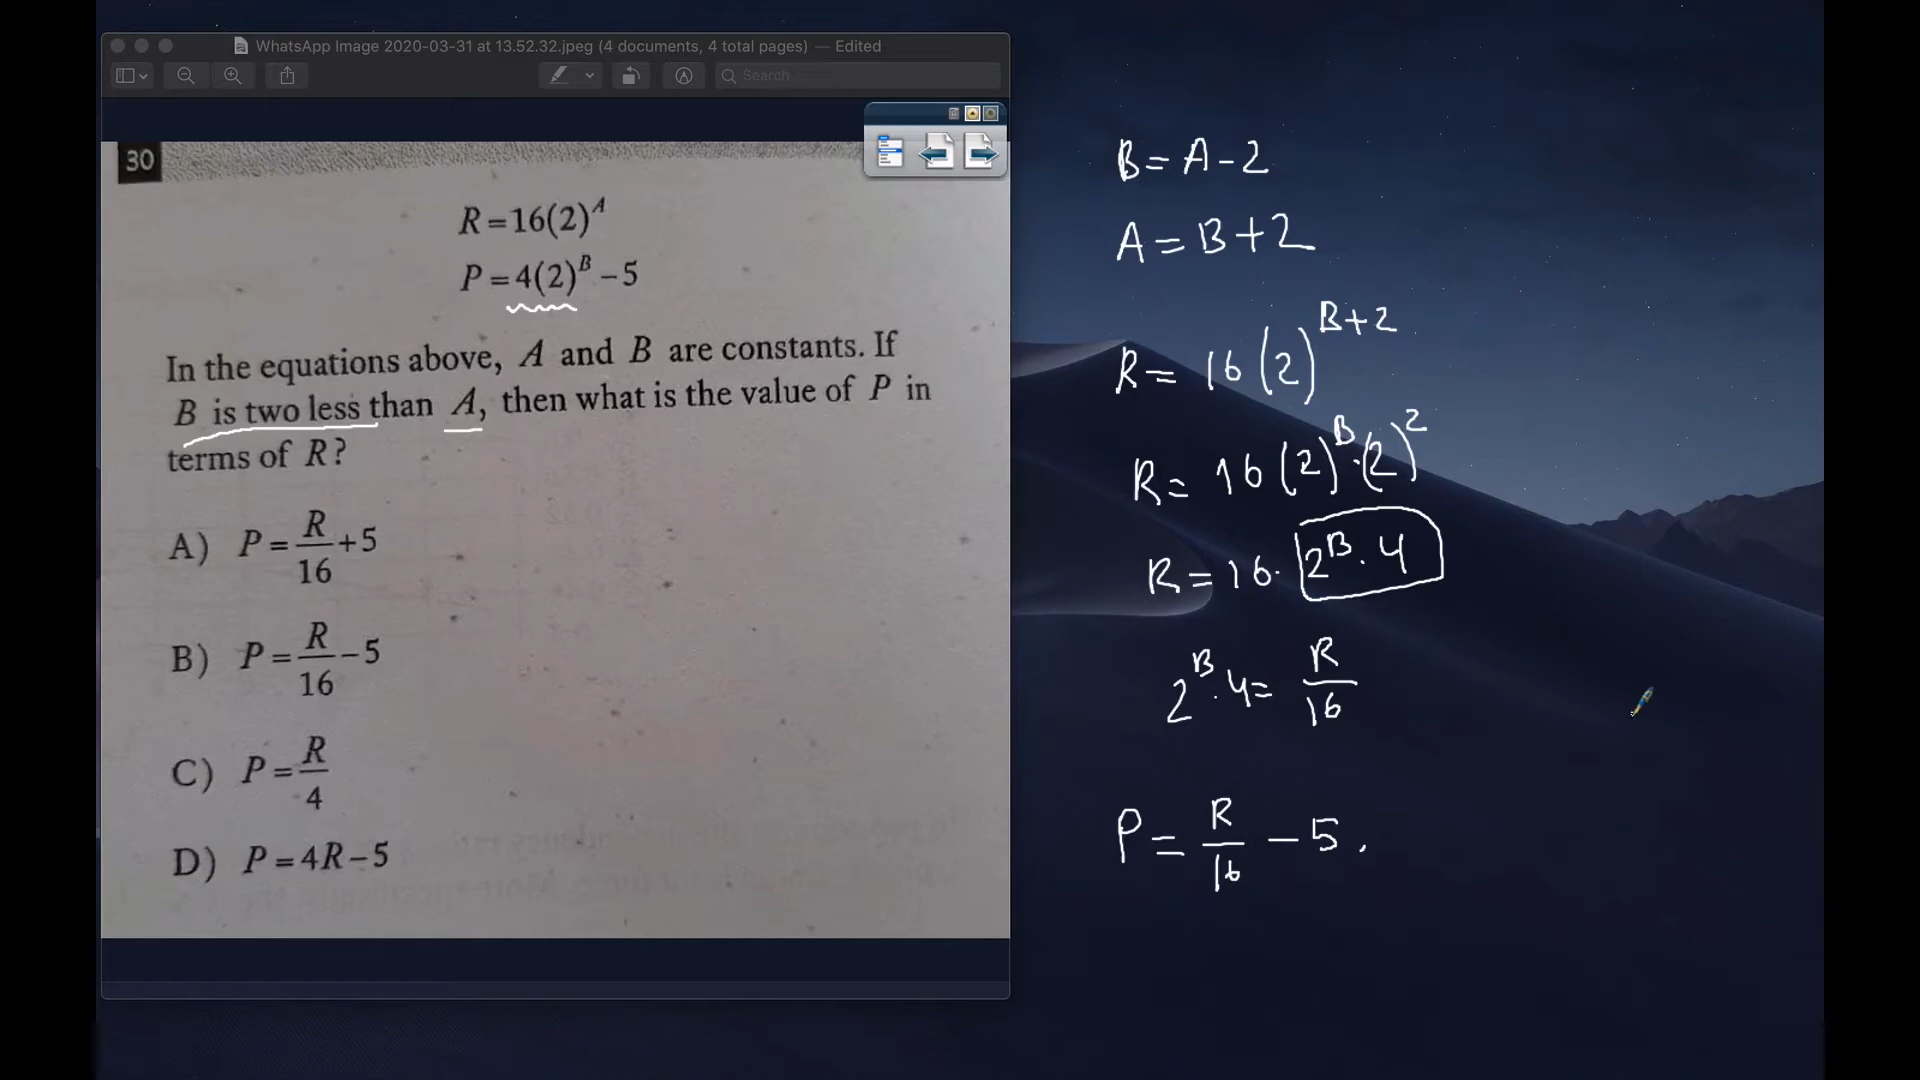 WhatsApp Image 2020-03-31 at 13.52.32.jpeg (4 documents, 4 total pages) — Edited
Search
30
R=16(2)^A
P=4(2)^B−5
In the equations above, A and B are constants. If
B is two less than A, then what is the value of P in
terms of R?
A) P=R/16+5
B) P=R/16−5
C) P=R/4
D) P=4R−5
B=A-2
A=B+2
R=16(2)^B+2
R=16(2)^B·(2)^2
R=16·2^B·4
2^B·4=R/16
P=R/16-5.